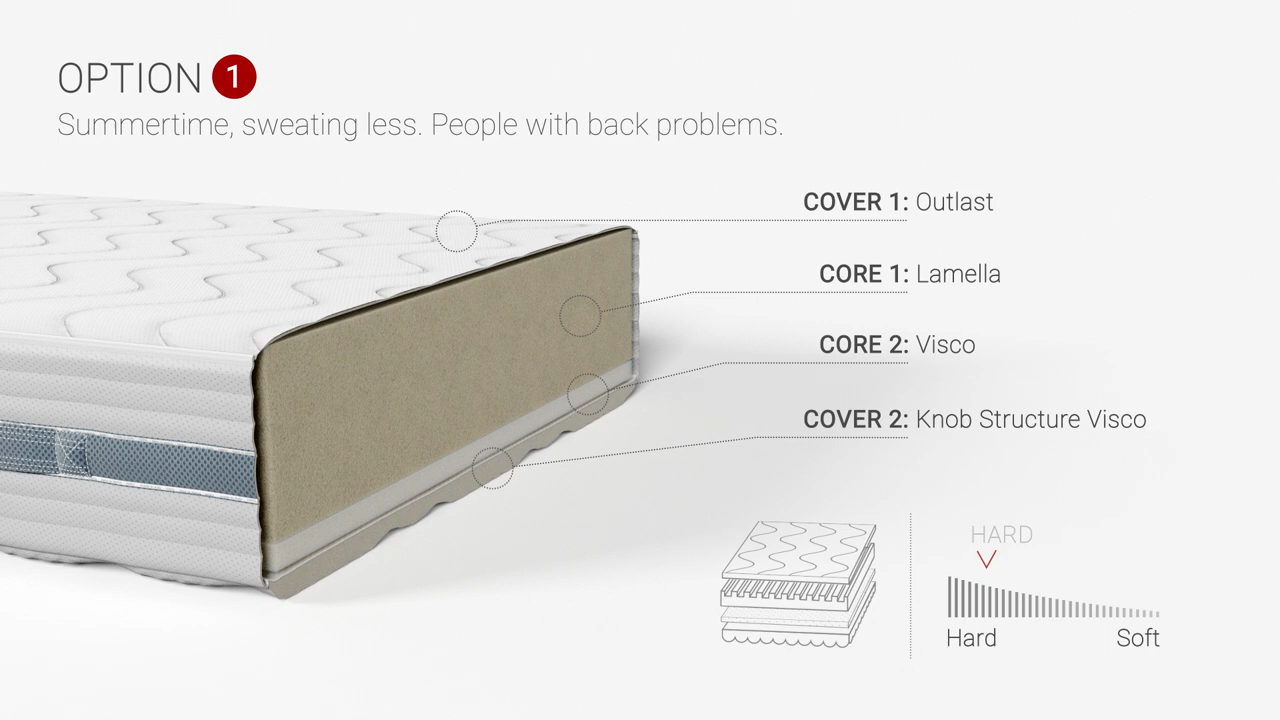 OPTION 1
Summertime, sweating less. People with back problems.
COVER 1: Outlast
CORE 1: Lamella
CORE 2: Visco
COVER 2: Knob Structure Visco
HARD
Hard Soft